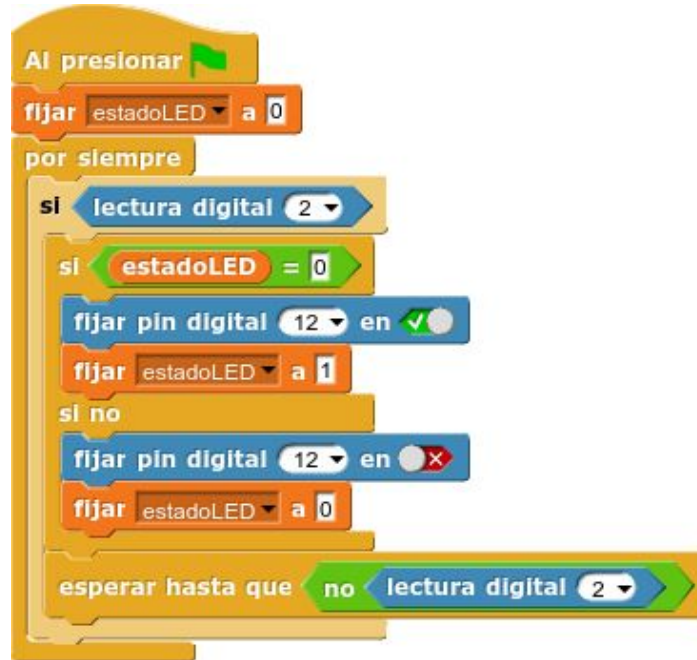 Al presionar
fijar estadoLED a 0
por siempre
si lectura digital 2
si estadoLED = 0
fijar pin digital 12 en
fijar estadoLED a 1
si no
fijar pin digital 12 en
fijar estadoLED a 0
esperar hasta que no lectura digital 2